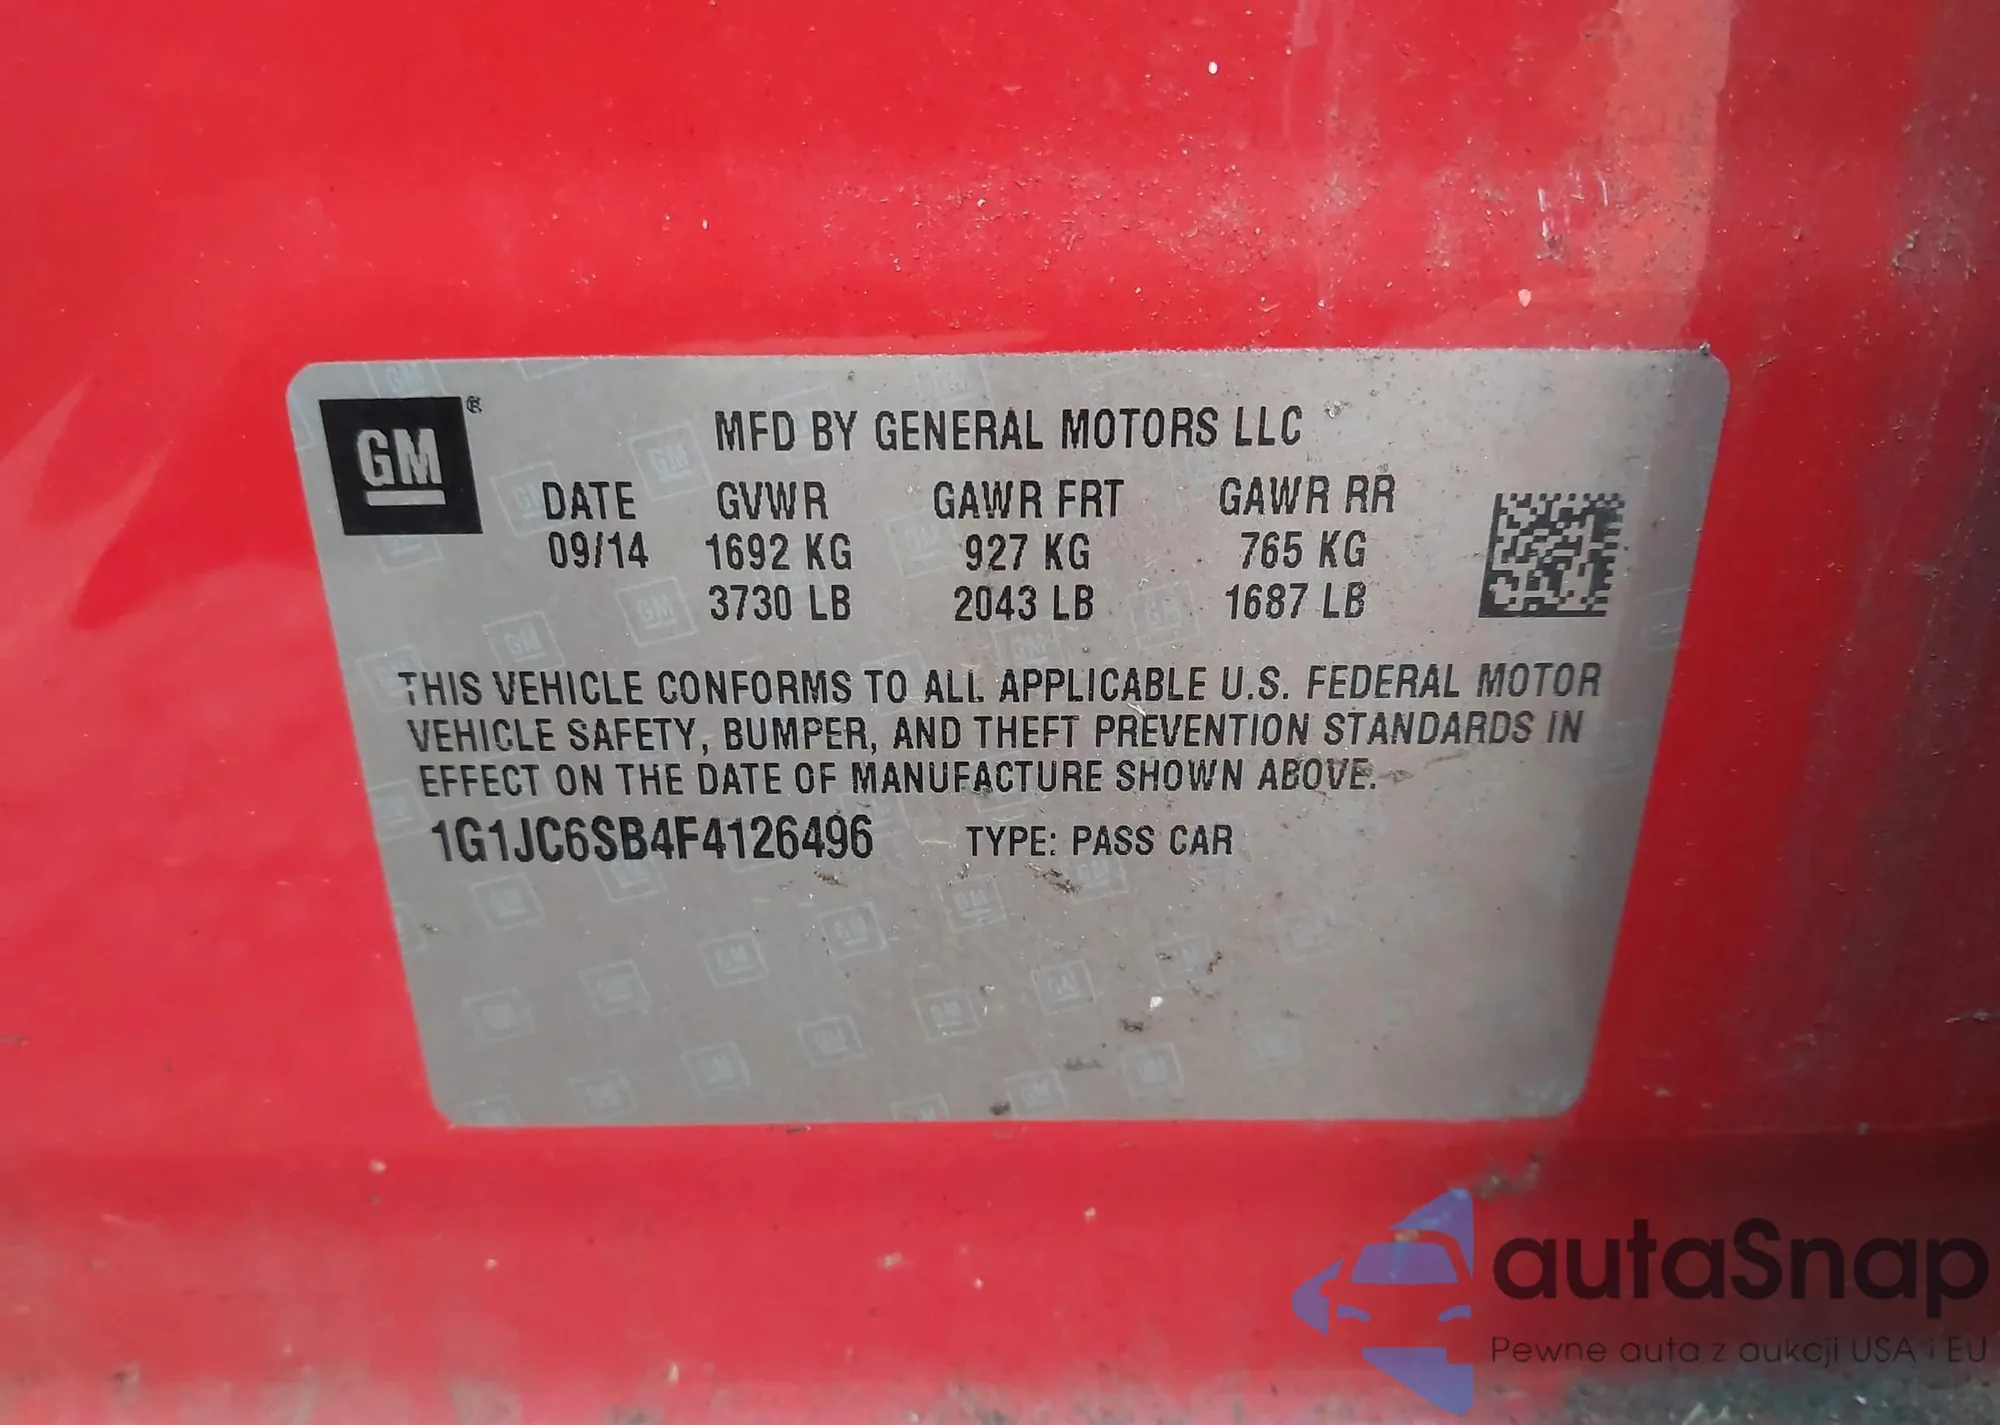 GM ®
MFD BY GENERAL MOTORS LLC
DATE GVWR GAWR FRT GAWR RR
09/14 1692 KG 927 KG 765 KG
3730 LB 2043 LB 1687 LB
THIS VEHICLE CONFORMS TO ALL APPLICABLE U.S. FEDERAL MOTOR
VEHICLE SAFETY, BUMPER, AND THEFT PREVENTION STANDARDS IN
EFFECT ON THE DATE OF MANUFACTURE SHOWN ABOVE.
1G1JC6SB4F4126496 TYPE: PASS CAR
autaSnap
Pewne auta z aukcji USA i EU